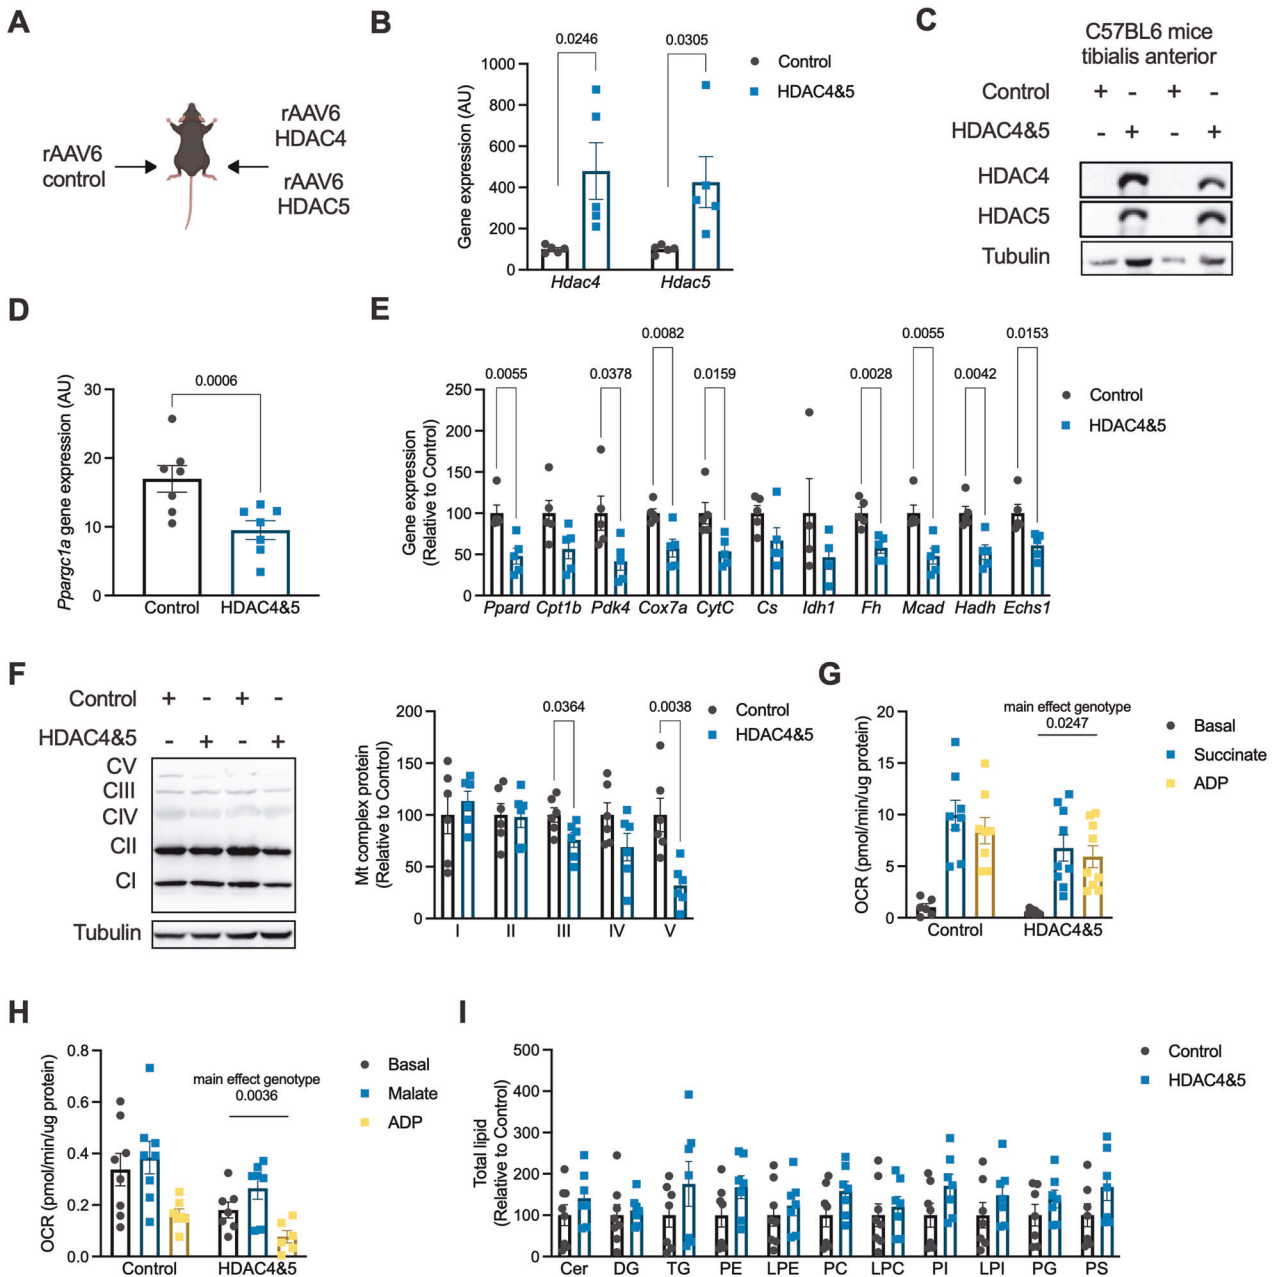 A
rAAV6
control
rAAV6
HDAC4
rAAV6
HDAC5
B
0.0246
0.0305
Control
HDAC4&5
Gene expression (AU)
1000
800
600
400
200
0
Hdac4
Hdac5
C
C57BL6 mice
tibialis anterior
Control + - + -
HDAC4&5 - + - +
HDAC4
HDAC5
Tubulin
D
0.0006
Ppargc1a gene expression (AU)
30
20
10
0
Control
HDAC4&5
E
0.0055
0.0378
0.0082
0.0159
0.0028
0.0055
0.0042
0.0153
Control
HDAC4&5
Gene expression
(Relative to Control)
250
200
150
100
50
0
Ppard Cpt1b Pdk4 Cox7a CytC Cs Idh1 Fh Mcad Hadh Echs1
F
Control + - + -
HDAC4&5 - + - +
CV
CIII
CIV
CII
CI
Tubulin
0.0364
0.0038
Control
HDAC4&5
Mt complex protein
(Relative to Control)
200
150
100
50
0
I II III IV V
G
main effect genotype
0.0247
Basal
Succinate
ADP
OCR (pmol/min/ug protein)
20
15
10
5
0
Control
HDAC4&5
H
main effect genotype
0.0036
Basal
Malate
ADP
OCR (pmol/min/ug protein)
0.8
0.6
0.4
0.2
0.0
Control
HDAC4&5
I
Control
HDAC4&5
Total lipid
(Relative to Control)
500
400
300
200
100
0
Cer DG TG PE LPE PC LPC PI LPI PG PS